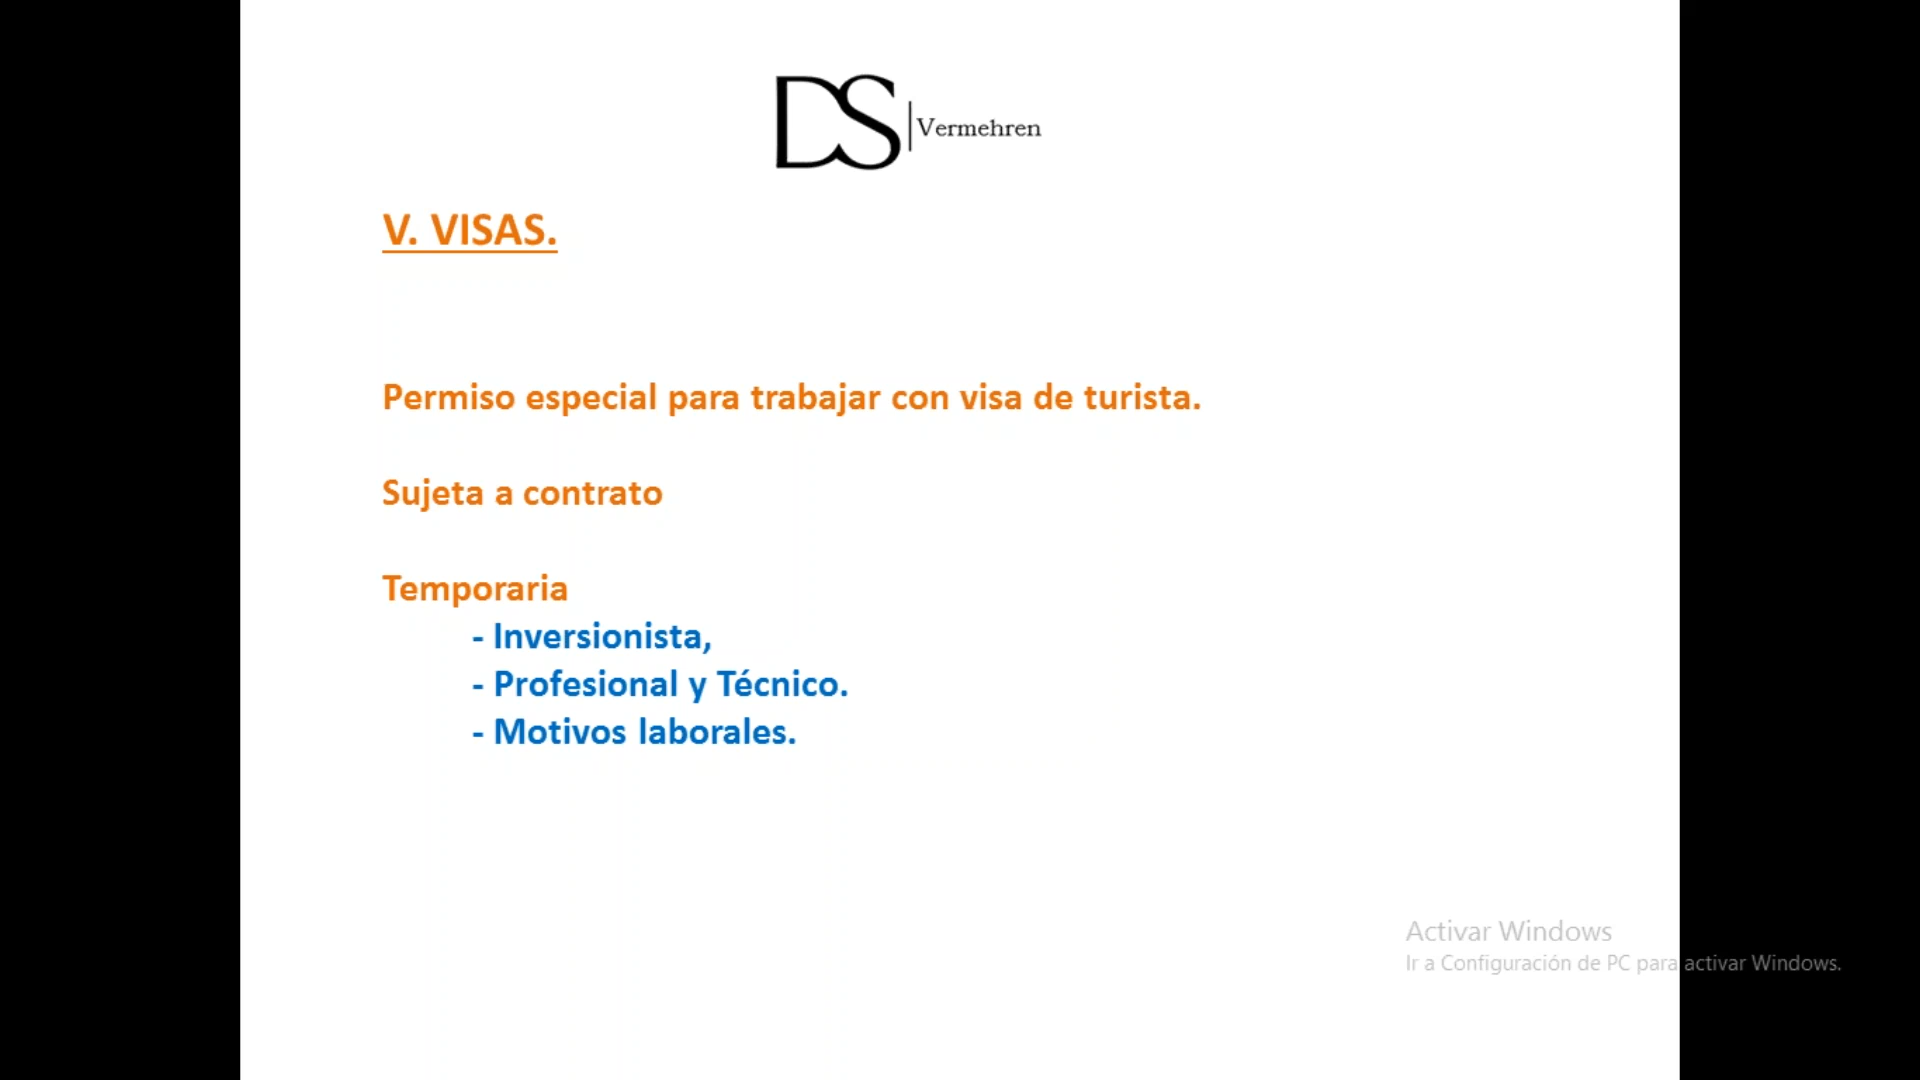 DS Vermehren
V. VISAS.
Permiso especial para trabajar con visa de turista.
Sujeta a contrato
Temporaria
- Inversionista,
- Profesional y Técnico.
- Motivos laborales.
Activar Windows
Ir a Configuración de PC para activar Windows.